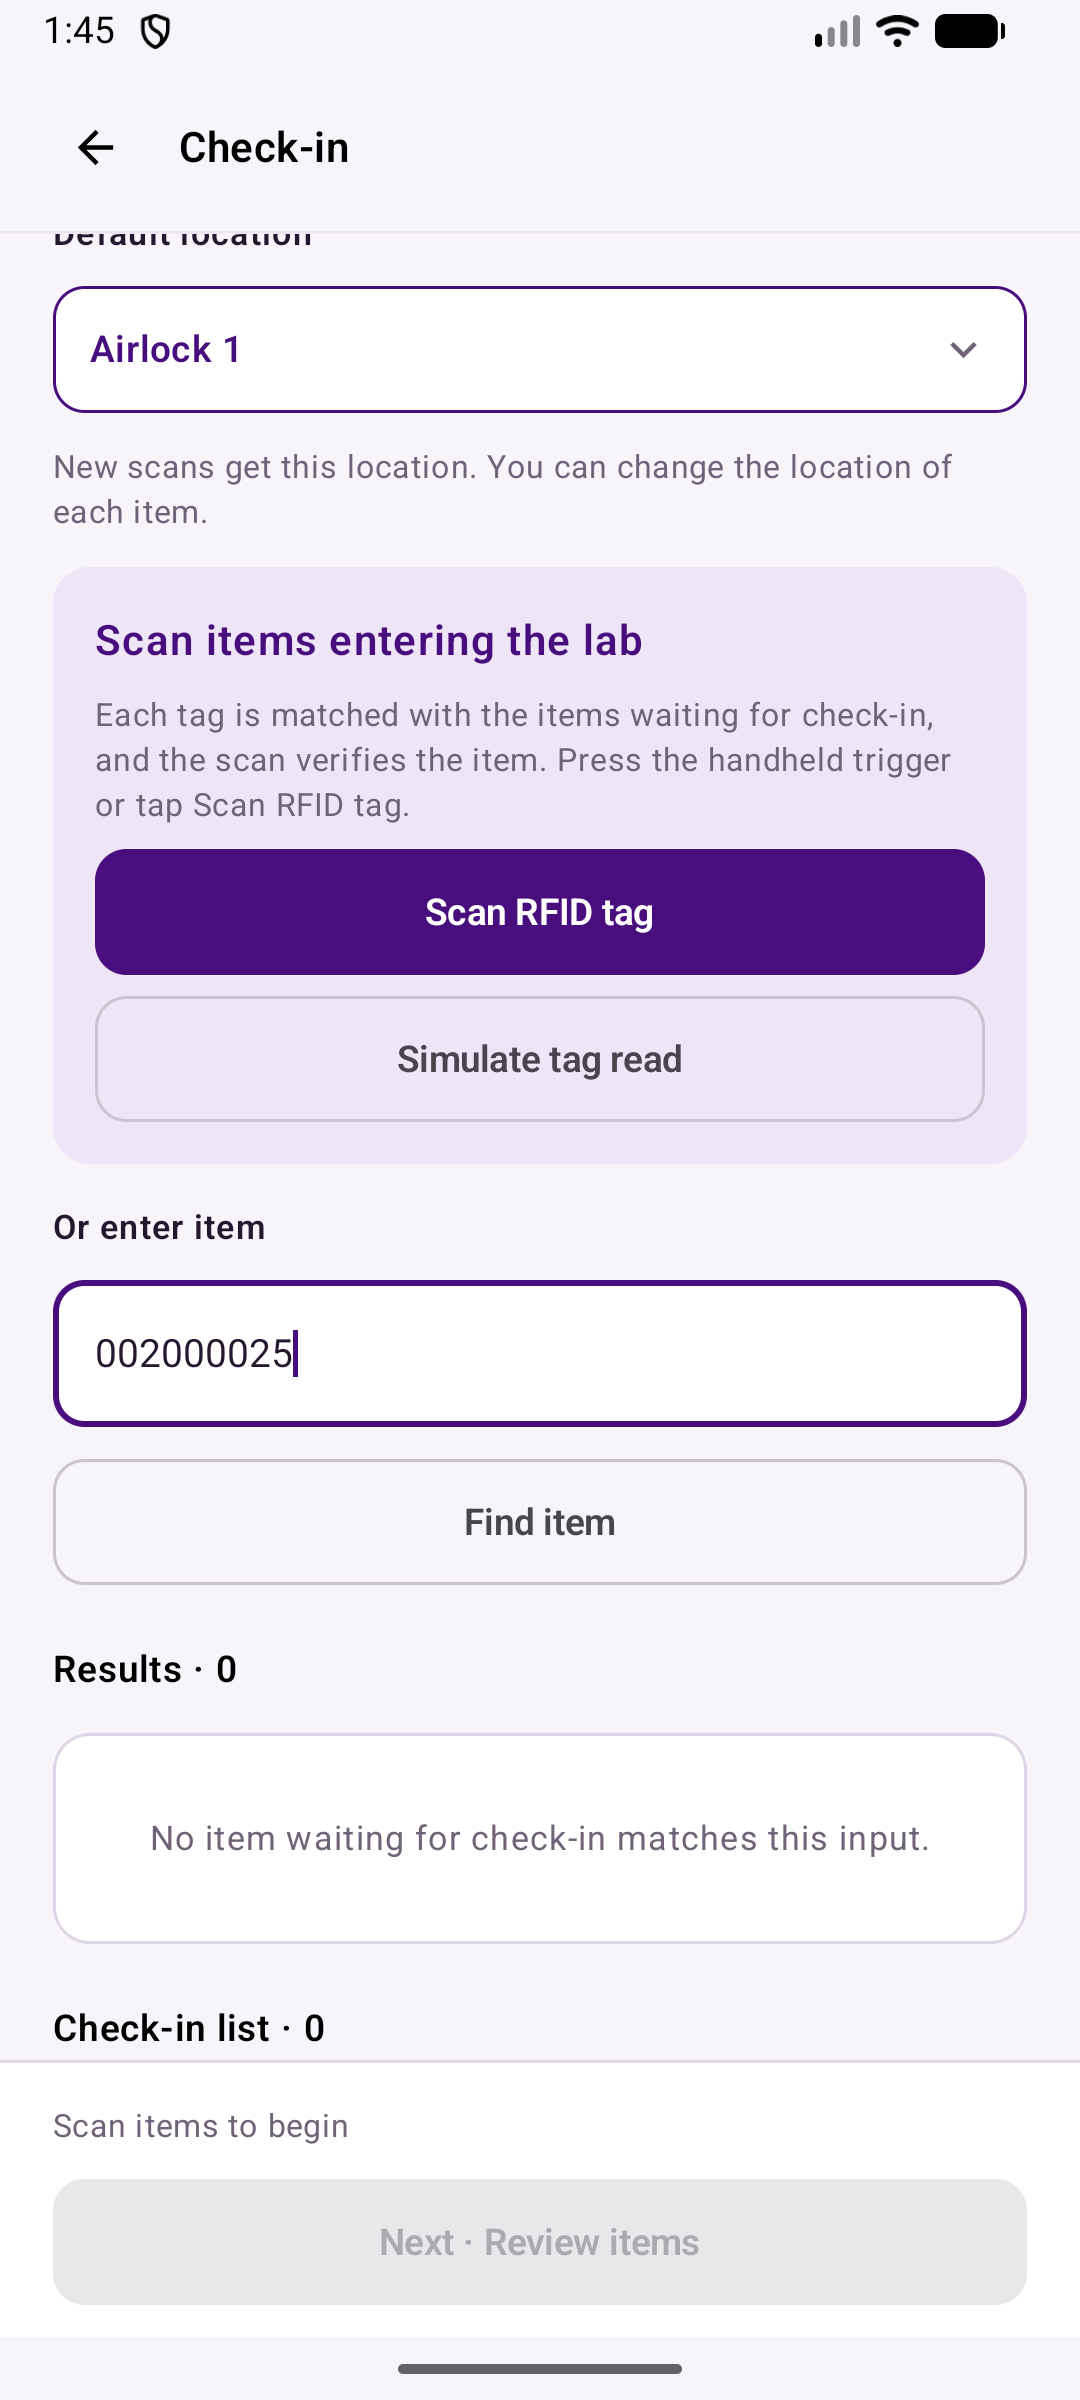 1:45
Check-in
Default location
Airlock 1
New scans get this location. You can change the location of
each item.
Scan items entering the lab
Each tag is matched with the items waiting for check-in,
and the scan verifies the item. Press the handheld trigger
or tap Scan RFID tag.
Scan RFID tag
Simulate tag read
Or enter item
002000025
Find item
Results · 0
No item waiting for check-in matches this input.
Check-in list · 0
Scan items to begin
Next · Review items